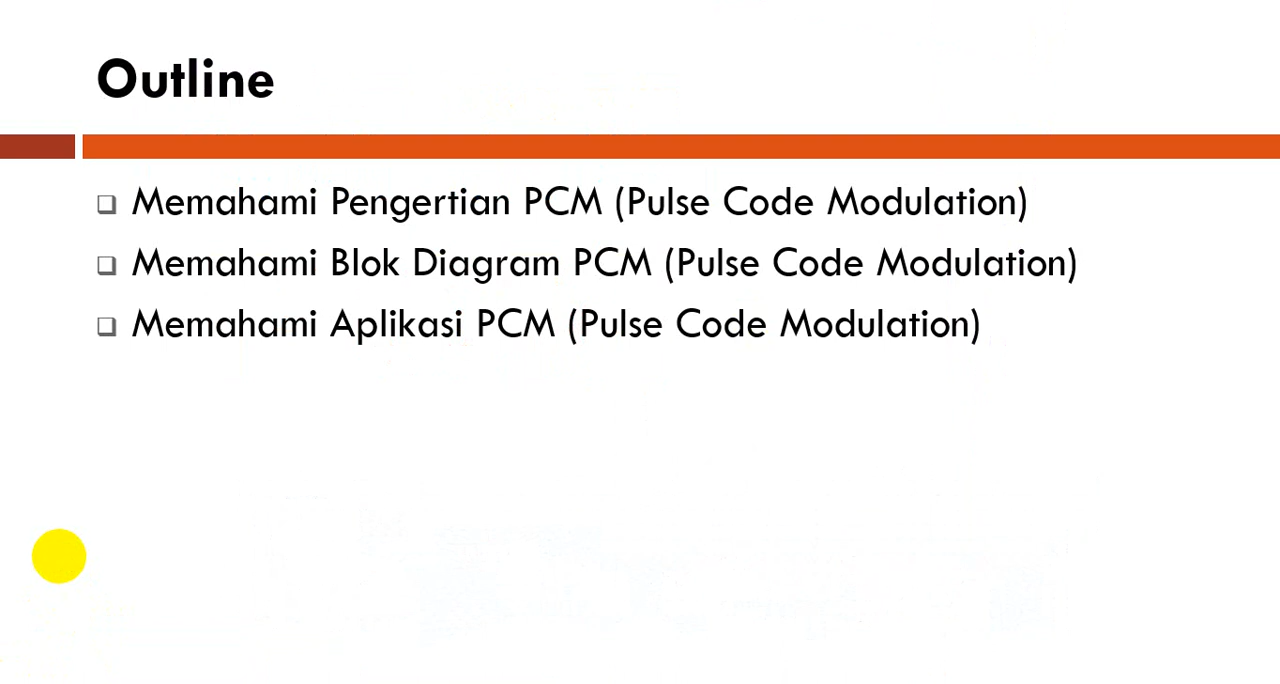 Outline
Memahami Pengertian PCM (Pulse Code Modulation)
Memahami Blok Diagram PCM (Pulse Code Modulation)
Memahami Aplikasi PCM (Pulse Code Modulation)